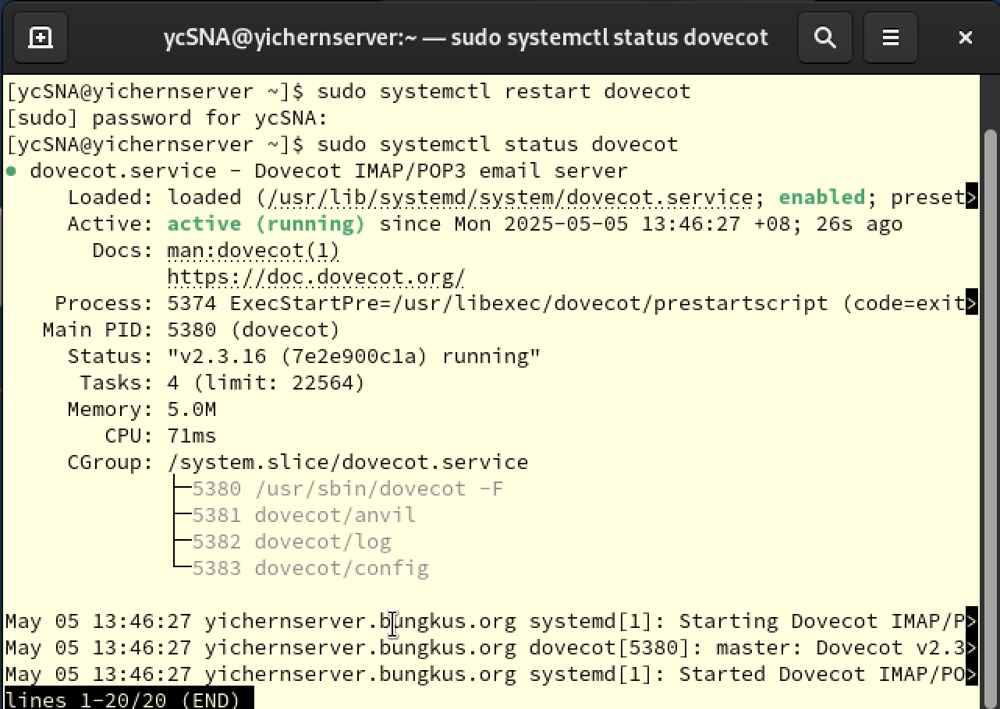 ycSNA@yichernserver:~ — sudo systemctl status dovecot
[ycSNA@yichernserver ~]$ sudo systemctl restart dovecot
[sudo] password for ycSNA:
[ycSNA@yichernserver ~]$ sudo systemctl status dovecot
● dovecot.service - Dovecot IMAP/POP3 email server
     Loaded: loaded (/usr/lib/systemd/system/dovecot.service; enabled; preset>
     Active: active (running) since Mon 2025-05-05 13:46:27 +08; 26s ago
       Docs: man:dovecot(1)
             https://doc.dovecot.org/
    Process: 5374 ExecStartPre=/usr/libexec/dovecot/prestartscript (code=exit>
   Main PID: 5380 (dovecot)
     Status: "v2.3.16 (7e2e900c1a) running"
      Tasks: 4 (limit: 22564)
     Memory: 5.0M
        CPU: 71ms
     CGroup: /system.slice/dovecot.service
             ├─5380 /usr/sbin/dovecot -F
             ├─5381 dovecot/anvil
             ├─5382 dovecot/log
             └─5383 dovecot/config
May 05 13:46:27 yichernserver.bungkus.org systemd[1]: Starting Dovecot IMAP/P>
May 05 13:46:27 yichernserver.bungkus.org dovecot[5380]: master: Dovecot v2.3>
May 05 13:46:27 yichernserver.bungkus.org systemd[1]: Started Dovecot IMAP/PO>
lines 1-20/20 (END)